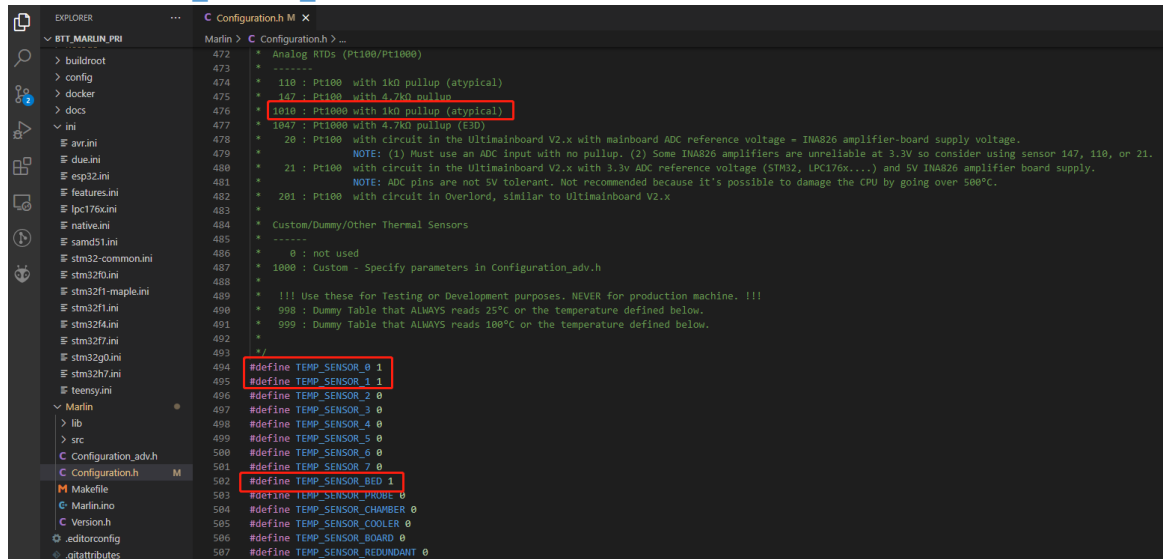 EXPLORER
···
BTT_MARLIN_PRI
> buildroot
> config
> docker
> docs
ini
avr.ini
due.ini
esp32.ini
features.ini
lpc176x.ini
native.ini
samd51.ini
stm32-common.ini
stm32f0.ini
stm32f1-maple.ini
stm32f1.ini
stm32f4.ini
stm32f7.ini
stm32g0.ini
stm32h7.ini
teensy.ini
Marlin
> lib
> src
C Configuration_adv.h
C Configuration.h M
M Makefile
Marlin.ino
C Version.h
.editorconfig
.gitattributes
2
C Configuration.h M ×
Marlin > C Configuration.h > ...
472 * Analog RTDs (Pt100/Pt1000)
473 * -------
474 * 110 : Pt100 with 1kΩ pullup (atypical)
475 * 147 : Pt100 with 4.7kΩ pullup
476 * 1010 : Pt1000 with 1kΩ pullup (atypical)
477 * 1047 : Pt1000 with 4.7kΩ pullup (E3D)
478 * 20 : Pt100 with circuit in the Ultimainboard V2.x with mainboard ADC reference voltage = INA826 amplifier-board supply voltage.
479 * NOTE: (1) Must use an ADC input with no pullup. (2) Some INA826 amplifiers are unreliable at 3.3V so consider using sensor 147, 110, or 21.
480 * 21 : Pt100 with circuit in the Ultimainboard V2.x with 3.3v ADC reference voltage (STM32, LPC176x....) and 5V INA826 amplifier board supply.
481 * NOTE: ADC pins are not 5V tolerant. Not recommended because it's possible to damage the CPU by going over 500°C.
482 * 201 : Pt100 with circuit in Overlord, similar to Ultimainboard V2.x
483 *
484 * Custom/Dummy/Other Thermal Sensors
485 * ------
486 * 0 : not used
487 * 1000 : Custom - Specify parameters in Configuration_adv.h
488 *
489 * !!! Use these for Testing or Development purposes. NEVER for production machine. !!!
490 * 998 : Dummy Table that ALWAYS reads 25°C or the temperature defined below.
491 * 999 : Dummy Table that ALWAYS reads 100°C or the temperature defined below.
492 *
493 */
494 #define TEMP_SENSOR_0 1
495 #define TEMP_SENSOR_1 1
496 #define TEMP_SENSOR_2 0
497 #define TEMP_SENSOR_3 0
498 #define TEMP_SENSOR_4 0
499 #define TEMP_SENSOR_5 0
500 #define TEMP_SENSOR_6 0
501 #define TEMP_SENSOR_7 0
502 #define TEMP_SENSOR_BED 1
503 #define TEMP_SENSOR_PROBE 0
504 #define TEMP_SENSOR_CHAMBER 0
505 #define TEMP_SENSOR_COOLER 0
506 #define TEMP_SENSOR_BOARD 0
507 #define TEMP_SENSOR_REDUNDANT 0